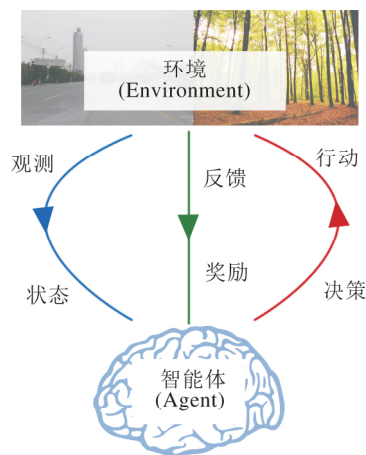 环境
(Environment)
观测
反馈
行动
状态
奖励
决策
智能体
(Agent)